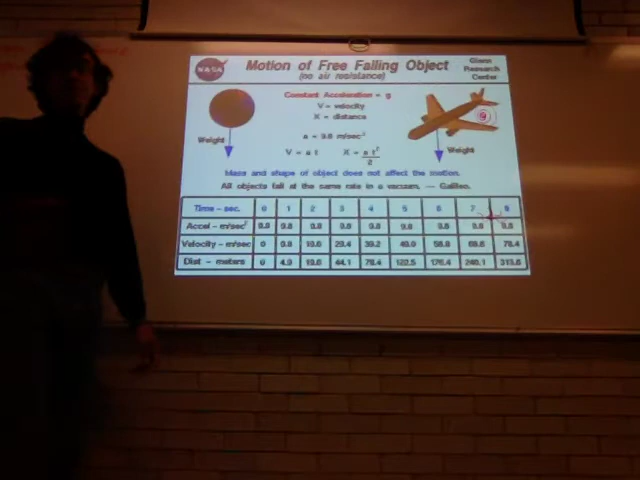 NASA
Motion of Free Falling Object
(no air resistance)
Glenn
Research
Center
Constant Acceleration = g
V = velocity
X = distance
a = 9.8 m/sec²
V = a t
X = a t² / 2
Weight
Weight
Mass and shape of object does not affect the motion.
All objects fall at the same rate in a vacuum. — Galileo.
Time – sec. 0 1 2 3 4 5 6 7 8
Accel – m/sec² 9.8 9.8 9.8 9.8 9.8 9.8 9.8 9.8 9.8
Velocity – m/sec 0 9.8 19.6 29.4 39.2 49.0 58.8 68.6 78.4
Dist – meters 0 4.9 19.6 44.1 78.4 122.5 176.4 240.1 313.6